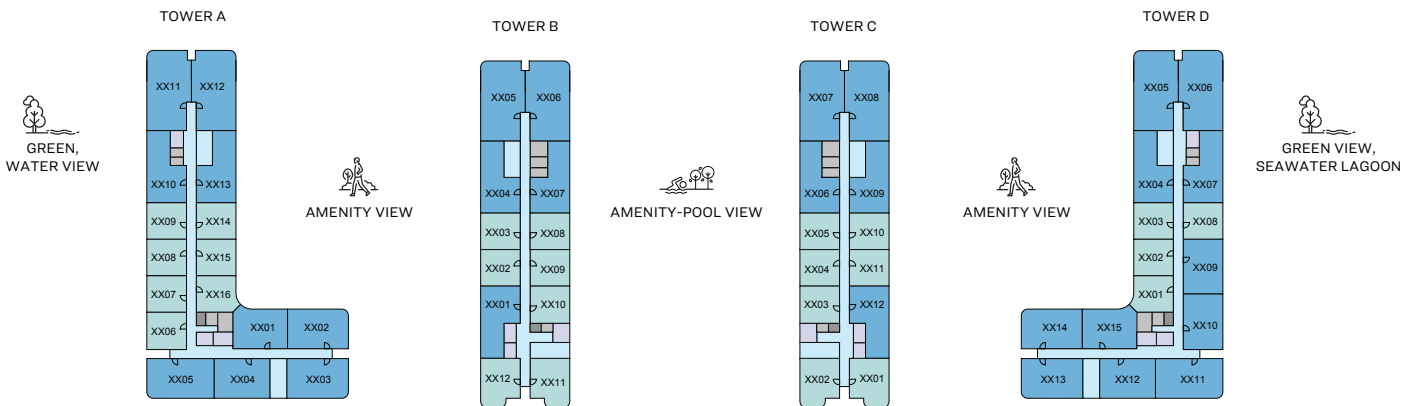 TOWER A
TOWER B
TOWER C
TOWER D
GREEN,
WATER VIEW
AMENITY VIEW
AMENITY-POOL VIEW
AMENITY VIEW
GREEN VIEW,
SEAWATER LAGOON
XX11 XX12
XX10 XX13
XX09 XX14
XX08 XX15
XX07 XX16
XX06 XX01 XX02
XX05 XX04 XX03
XX05 XX06
XX04 XX07
XX03 XX08
XX02 XX09
XX01 XX10
XX12 XX11
XX07 XX08
XX06 XX09
XX05 XX10
XX04 XX11
XX03 XX12
XX02 XX01
XX05 XX06
XX04 XX07
XX03 XX08
XX02 XX09
XX01
XX14 XX15 XX10
XX13 XX12 XX11